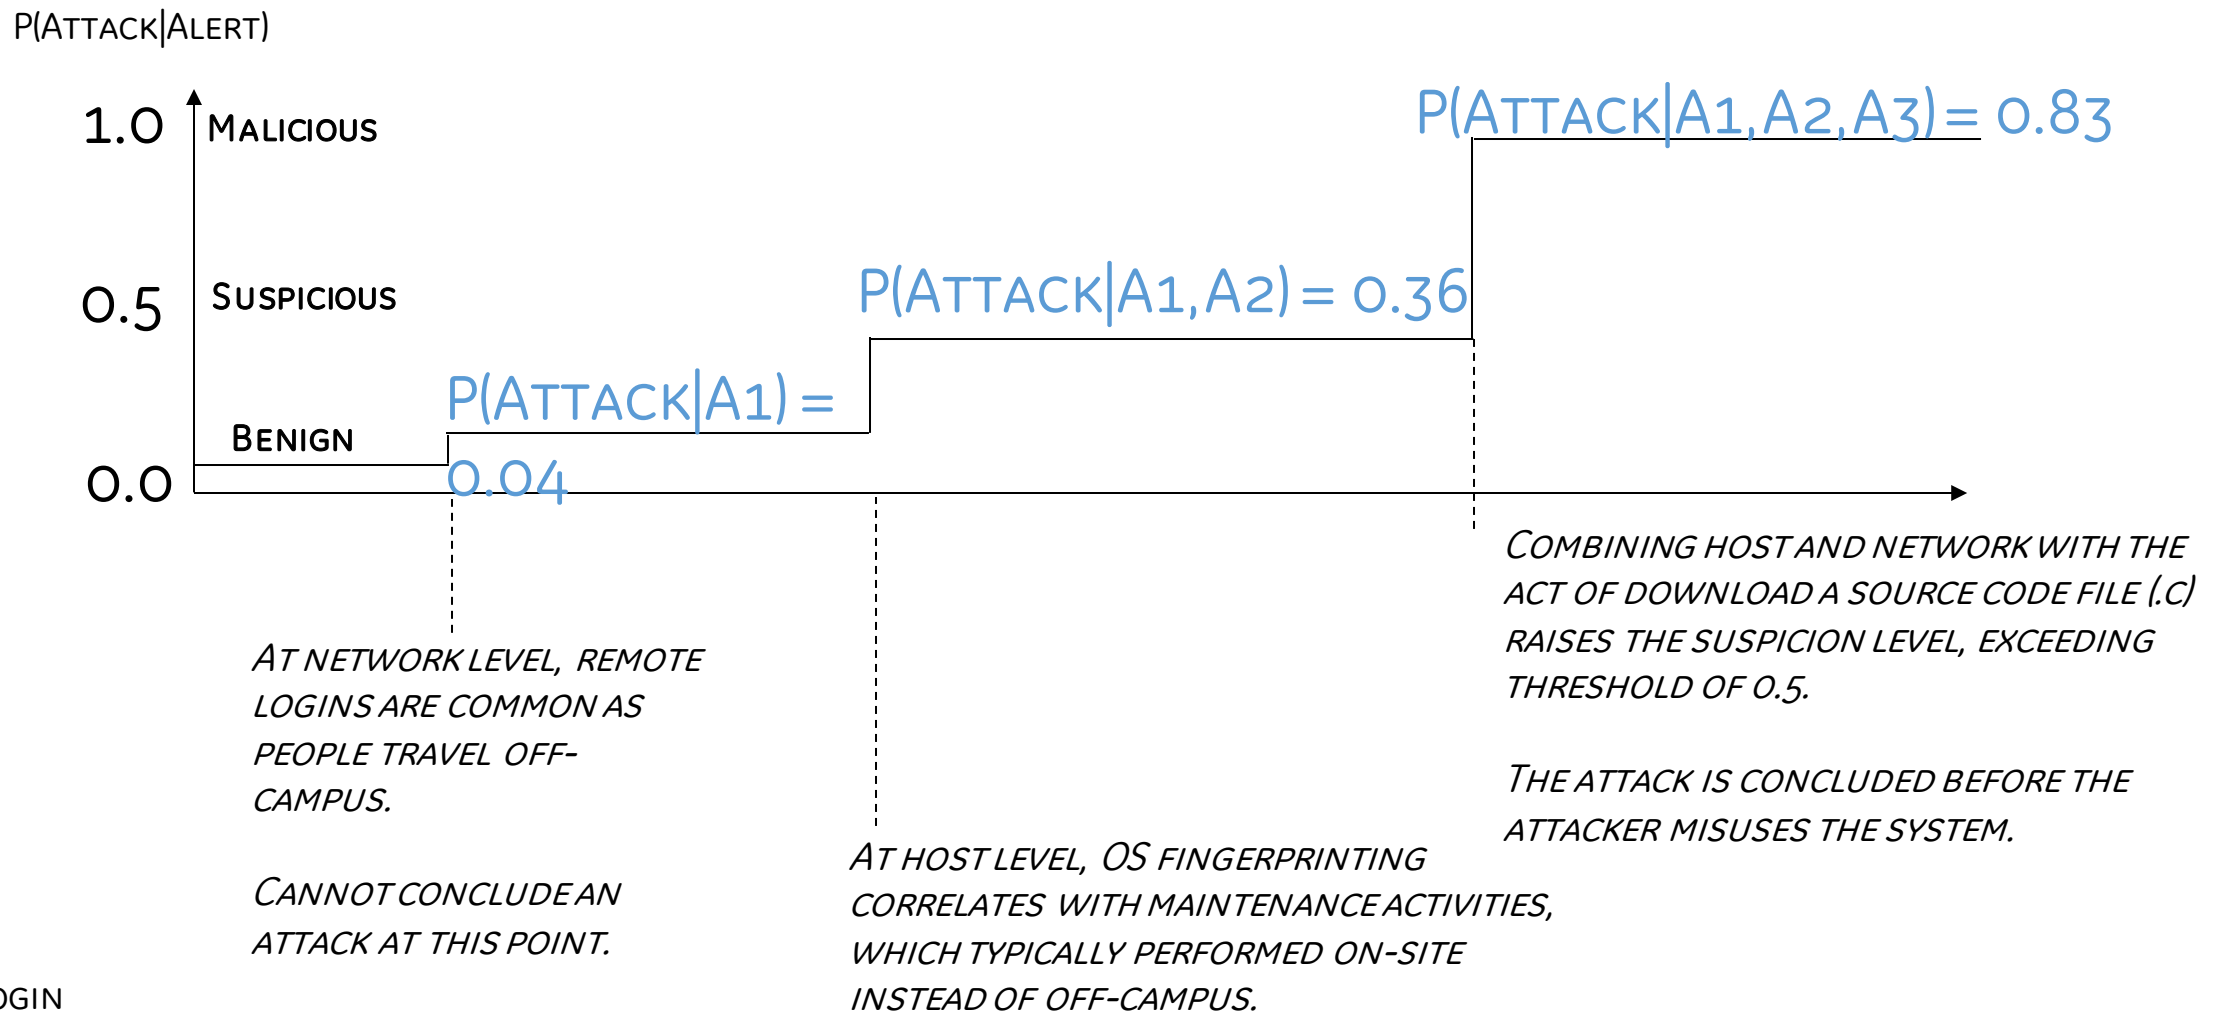 P(Attack|Alert)
1.0
Malicious
P(Attack|A1,A2,A3) = 0.83
0.5
Suspicious
P(Attack|A1,A2) = 0.36
P(Attack|A1) =
0.04
Benign
0.0
At network level, remote
logins are common as
people travel off-
campus.
Cannot conclude an
attack at this point.
At host level, OS fingerprinting
correlates with maintenance activities,
which typically performed on-site
instead of off-campus.
Combining host and network with the
act of download a source code file (.c)
raises the suspicion level, exceeding
threshold of 0.5.
The attack is concluded before the
attacker misuses the system.
ogin